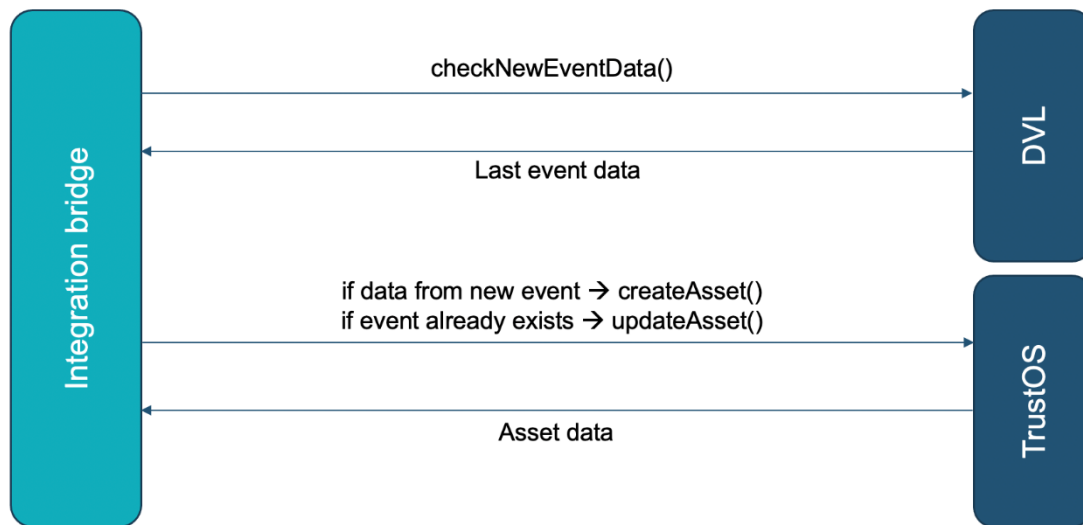 Integration bridge
checkNewEventData()
Last event data
DVL
if data from new event → createAsset()
if event already exists → updateAsset()
Asset data
TrustOS